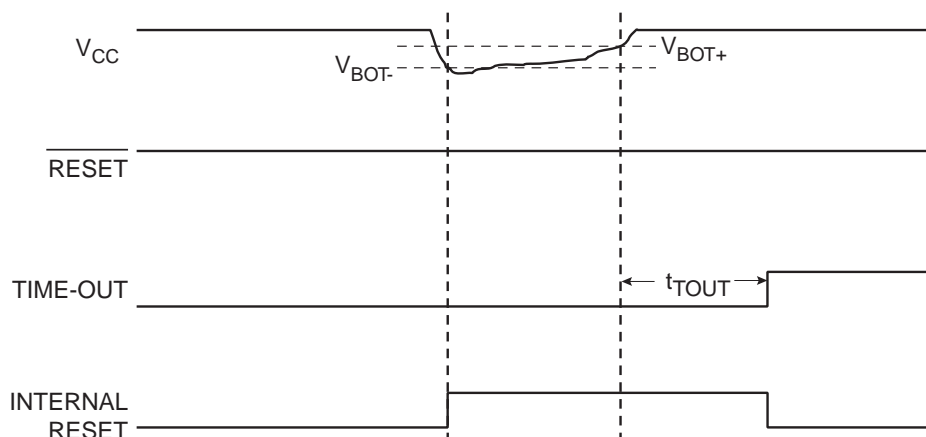 VCC
VBOT-
VBOT+
RESET
TIME-OUT
tTOUT
INTERNAL
RESET